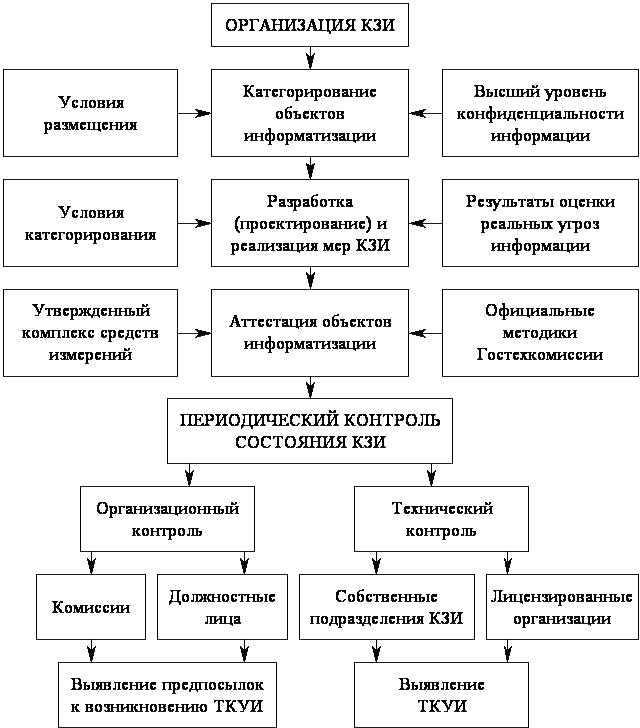 ОРГАНИЗАЦИЯ КЗИ
Условия
размещения
Категорирование
объектов
информатизации
Высший уровень
конфиденциальности
информации
Условия
категорирования
Разработка
(проектирование) и
реализация мер КЗИ
Результаты оценки
реальных угроз
информации
Утвержденный
комплекс средств
измерений
Аттестация объектов
информатизации
Официальные
методики
Гостехкомиссии
ПЕРИОДИЧЕСКИЙ КОНТРОЛЬ
СОСТОЯНИЯ КЗИ
Организационный
контроль
Технический
контроль
Комиссии
Должностные
лица
Собственные
подразделения КЗИ
Лицензированные
организации
Выявление предпосылок
к возникновению ТКУИ
Выявление
ТКУИ